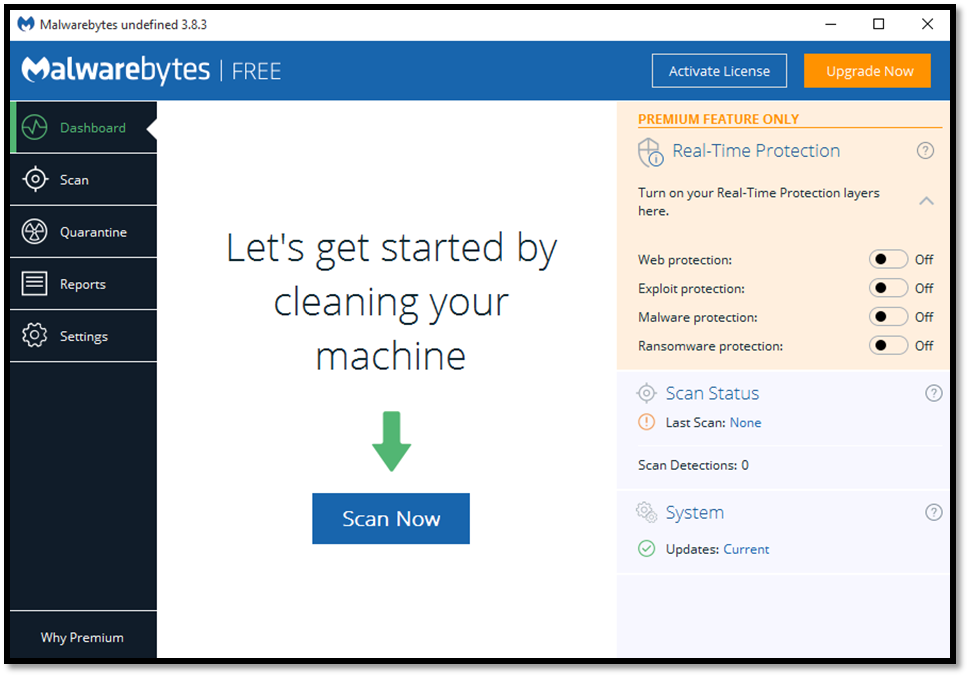 Malwarebytes undefined 3.8.3
Malwarebytes | FREE
Activate License
Upgrade Now
Dashboard
Scan
Quarantine
Reports
Settings
Why Premium
Let's get started by
cleaning your
machine
Scan Now
PREMIUM FEATURE ONLY
Real-Time Protection
Turn on your Real-Time Protection layers
here.
Web protection: Off
Exploit protection: Off
Malware protection: Off
Ransomware protection: Off
Scan Status
Last Scan: None
Scan Detections: 0
System
Updates: Current